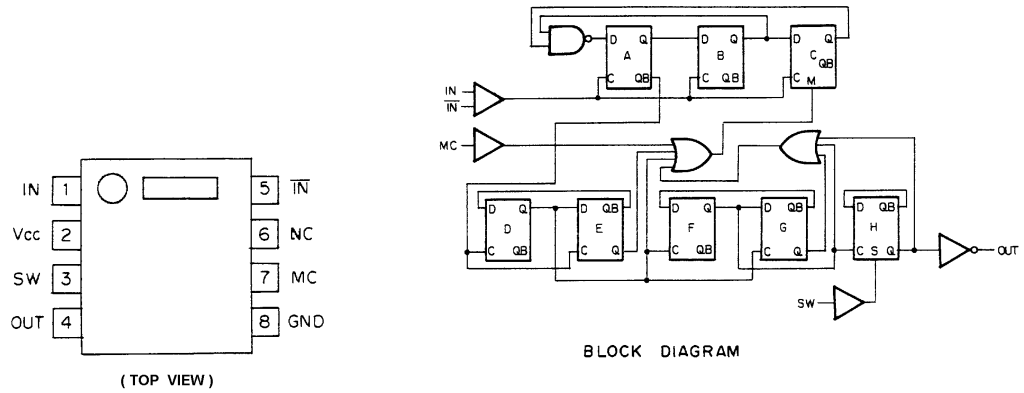 IN 1
Vcc 2
SW 3
OUT 4
5 IN
6 NC
7 MC
8 GND
( TOP VIEW )
D Q D Q D Q
A B C
QB
C QB C QB C M
IN
IN
MC
D Q D QB D Q D QB D QB
D E F G H
C QB C Q C QB C Q C S Q
OUT
SW
BLOCK DIAGRAM